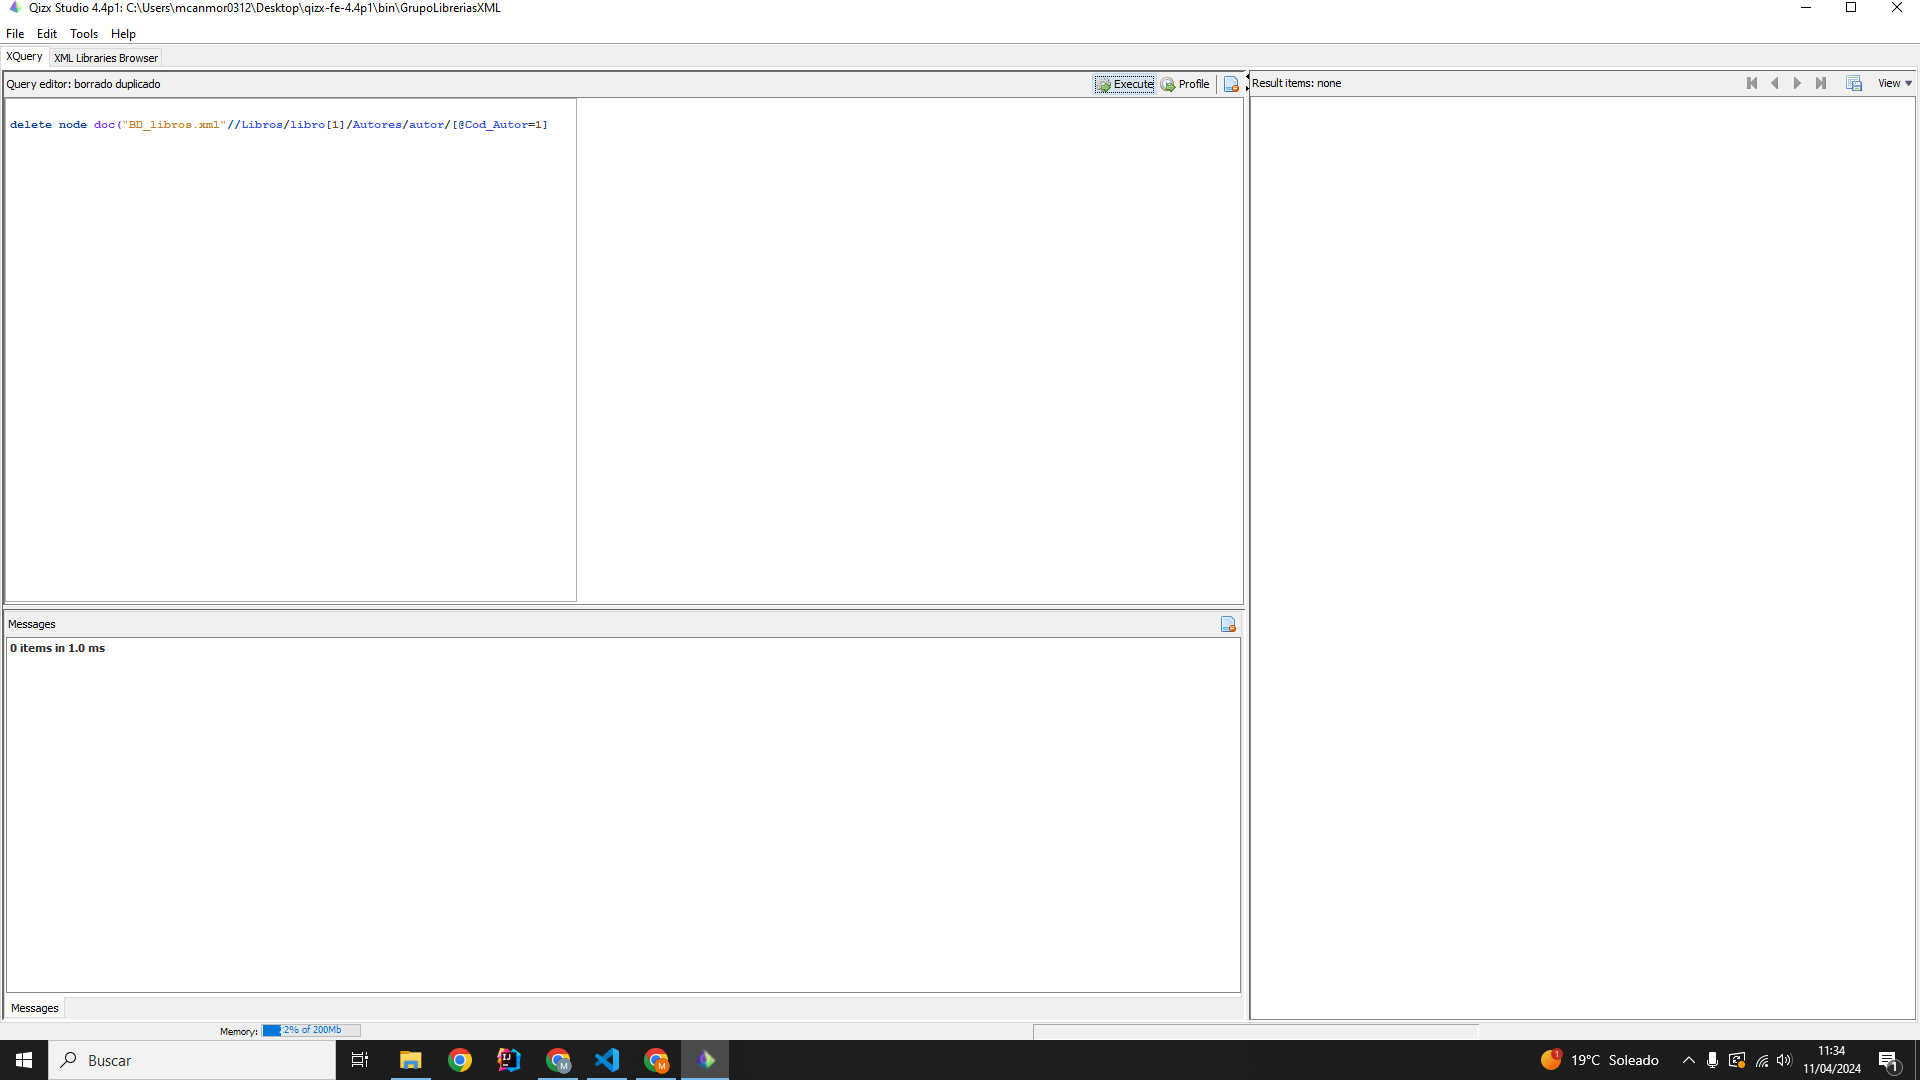 Qizx Studio 4.4p1: C:\Users\mcanmor0312\Desktop\qizx-fe-4.4p1\bin\GrupoLibreriasXML
File Edit Tools Help
XQuery XML Libraries Browser
Query editor: borrado duplicado Execute Profile
delete node doc("BD_libros.xml"//Libros/libro[1]/Autores/autor/[@Cod_Autor=1]
Result items: none View
Messages
0 items in 1.0 ms
Messages
Memory: 2% of 200Mb
Buscar
1 19°C Soleado
11:34
11/04/2024
1